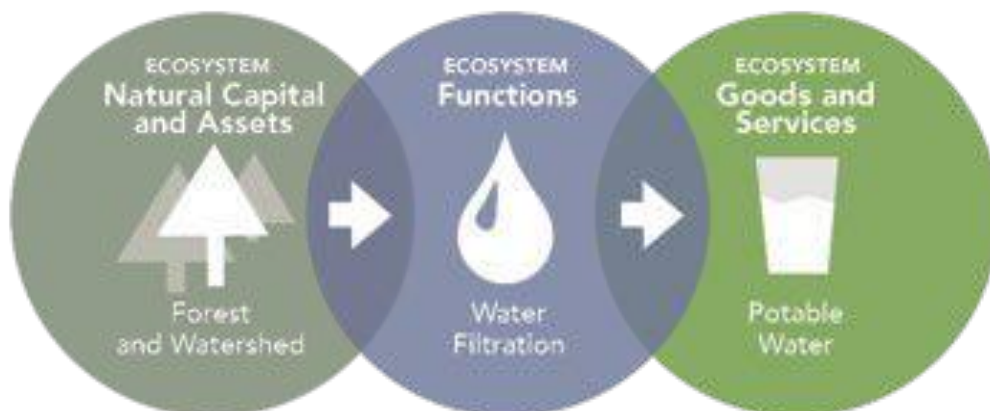 ECOSYSTEM
Natural Capital
and Assets
Forest
and Watershed
ECOSYSTEM
Functions
Water
Filtration
ECOSYSTEM
Goods and
Services
Potable
Water